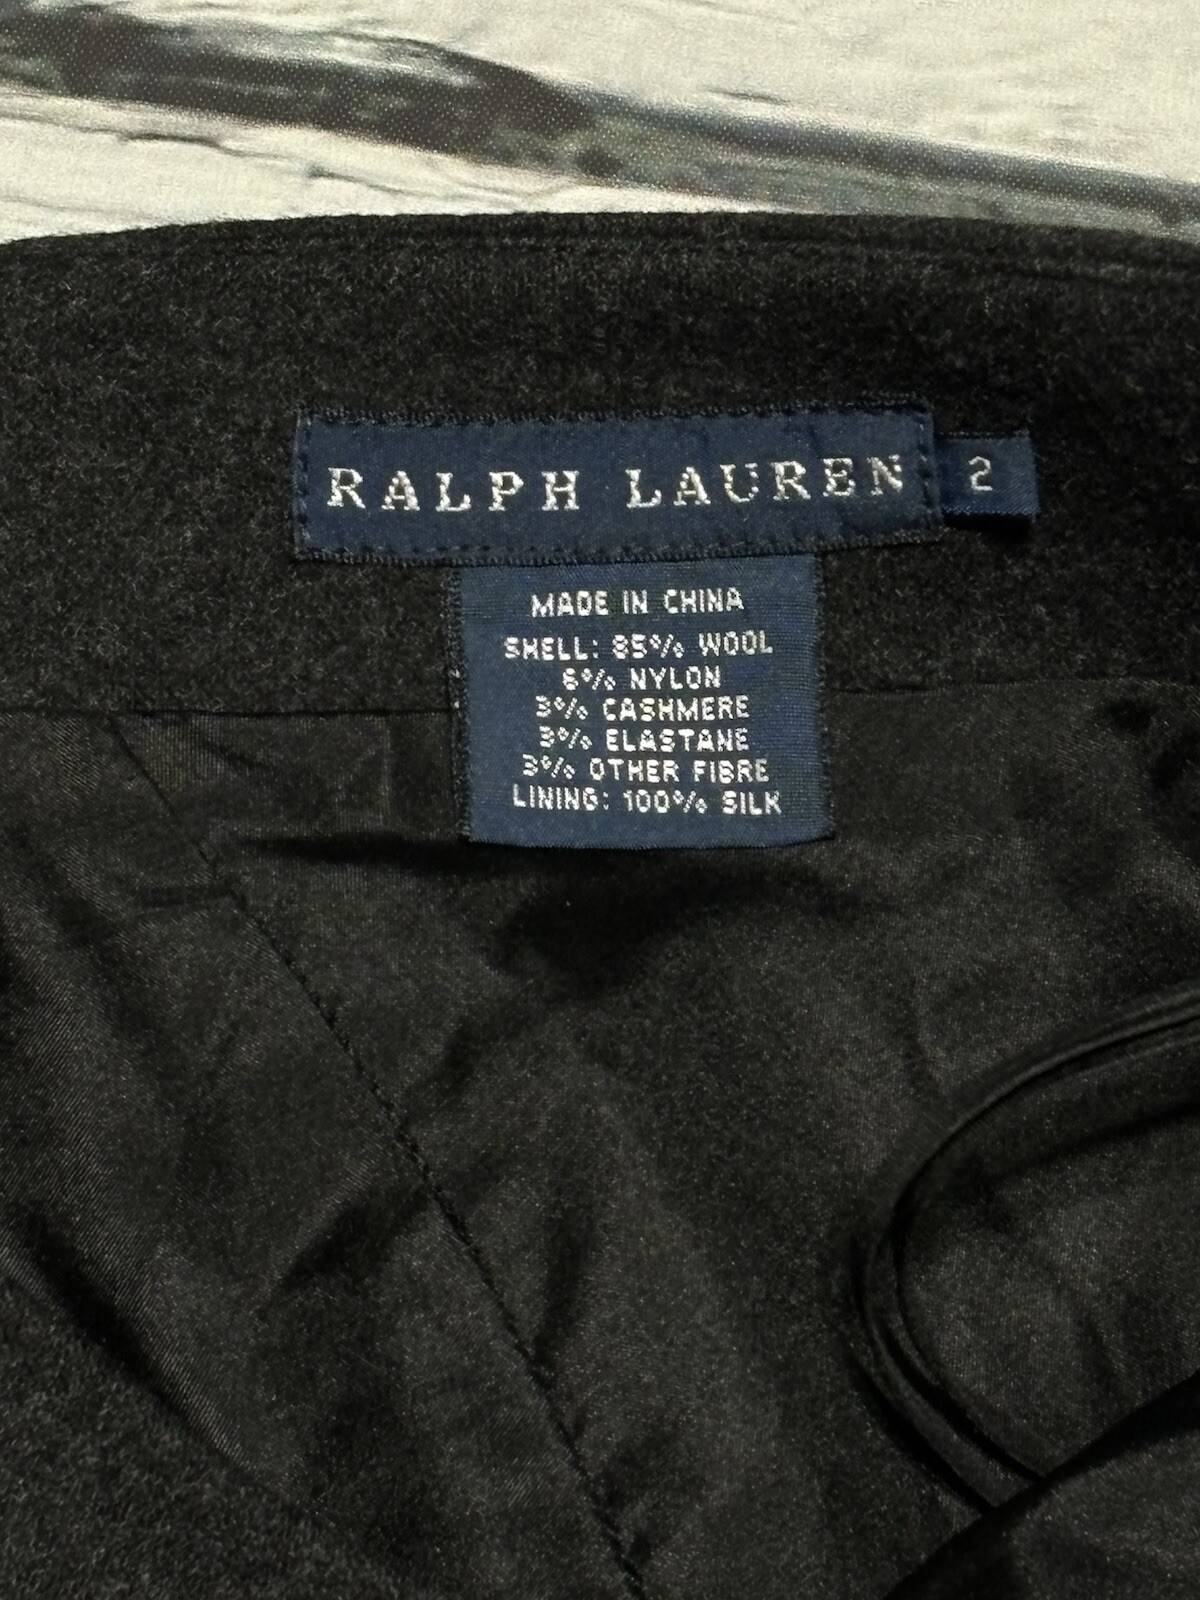 RALPH LAUREN
2
MADE IN CHINA
SHELL: 85% WOOL
6% NYLON
3% CASHMERE
3% ELASTANE
3% OTHER FIBRE
LINING: 100% SILK